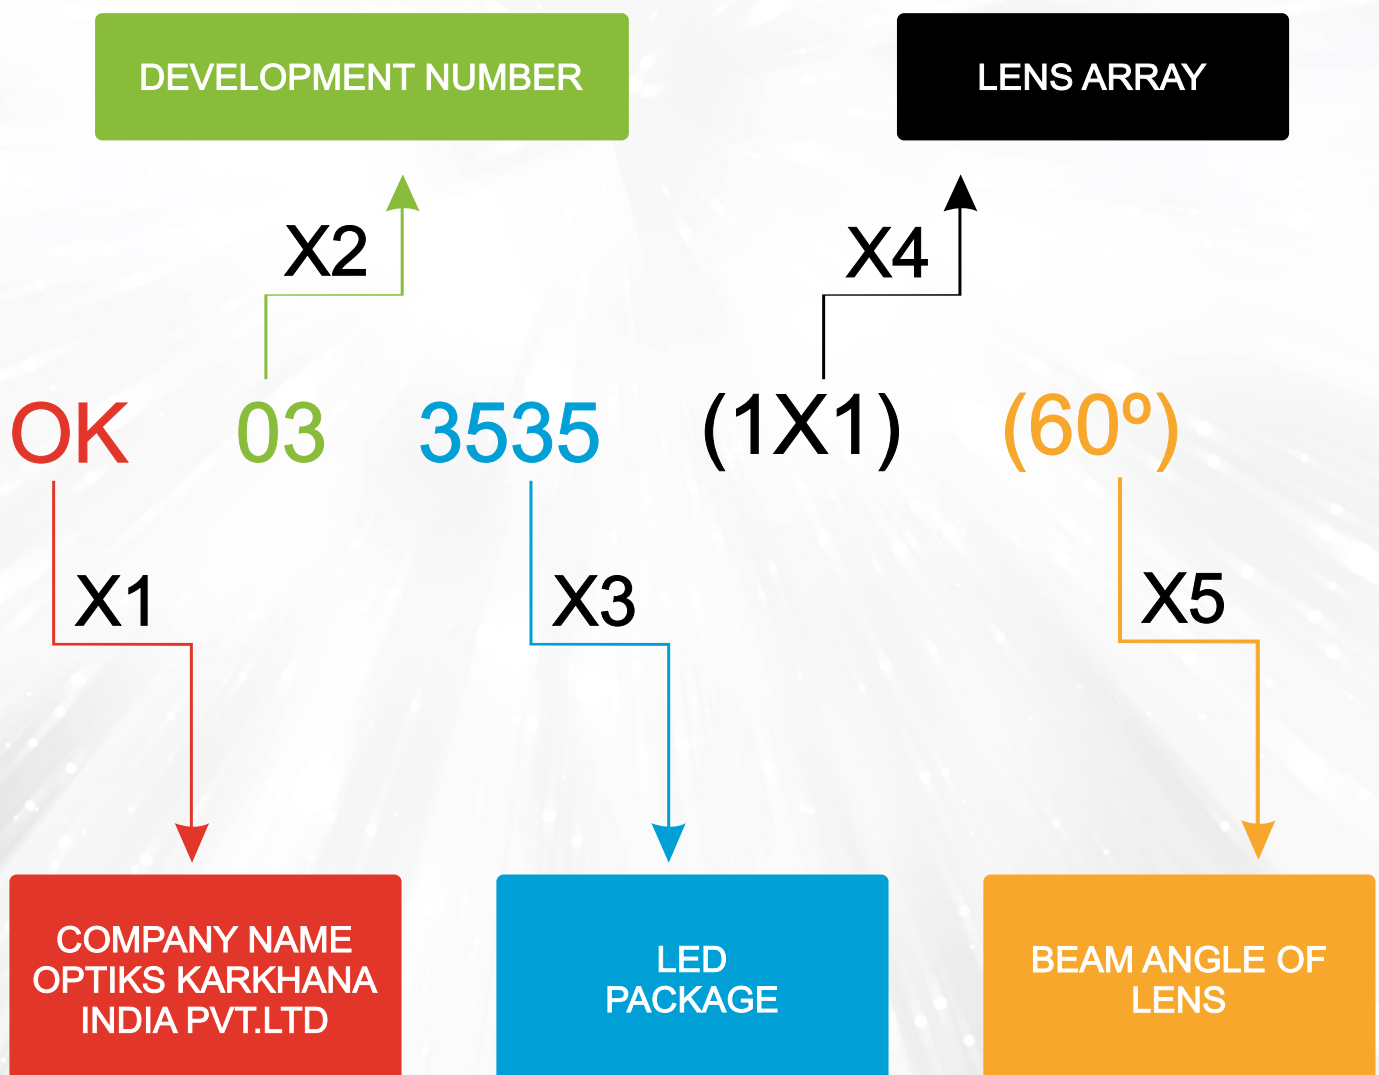 DEVELOPMENT NUMBER
LENS ARRAY
X2
X4
OK 03 3535 (1X1) (60º)
X1
X3
X5
COMPANY NAME
OPTIKS KARKHANA
INDIA PVT.LTD
LED
PACKAGE
BEAM ANGLE OF
LENS